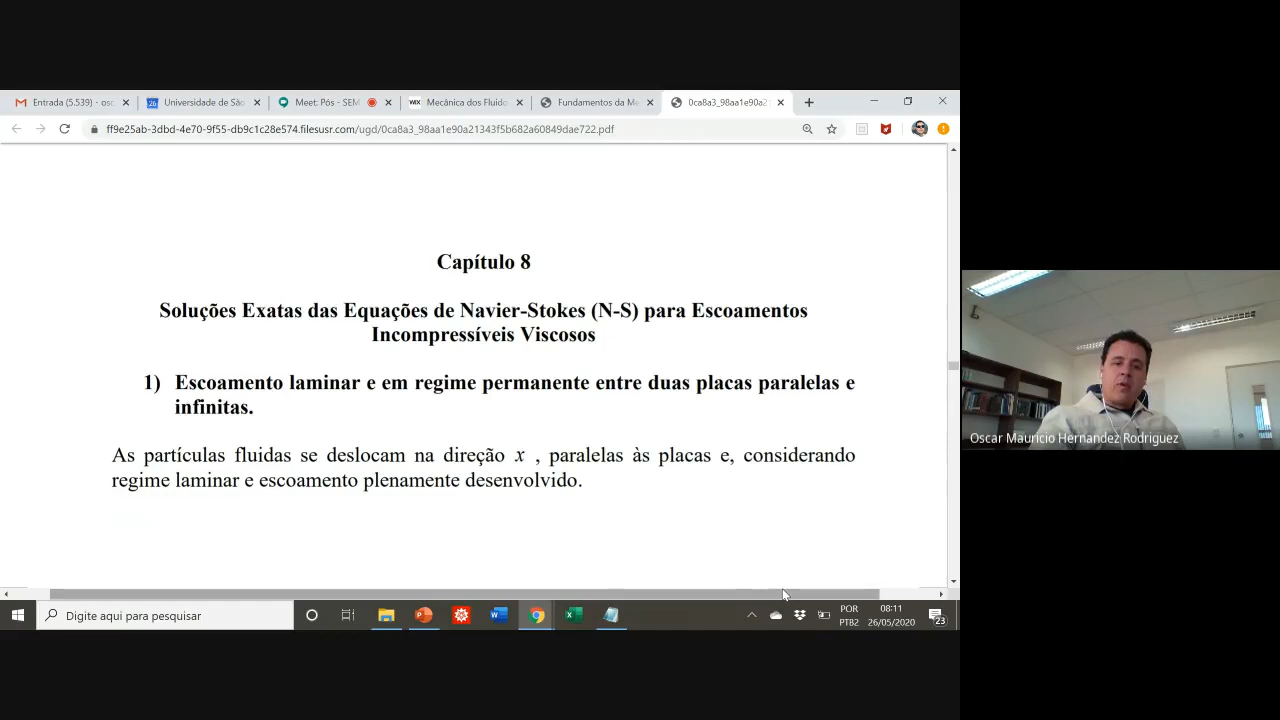 Entrada (5.539) - osc
Universidade de São
Meet: Pós - SEM
WIX Mecânica dos Fluido
Fundamentos da Me
0ca8a3_98aa1e90a21
ff9e25ab-3dbd-4e70-9f55-db9c1c28e574.filesusr.com/ugd/0ca8a3_98aa1e90a21343f5b682a60849dae722.pdf
Capítulo 8
Soluções Exatas das Equações de Navier-Stokes (N-S) para Escoamentos
Incompressíveis Viscosos
1) Escoamento laminar e em regime permanente entre duas placas paralelas e
infinitas.
As partículas fluidas se deslocam na direção x , paralelas às placas e, considerando
regime laminar e escoamento plenamente desenvolvido.
Oscar Mauricio Hernandez Rodriguez
Digite aqui para pesquisar
POR
PTB2
08:11
26/05/2020
23